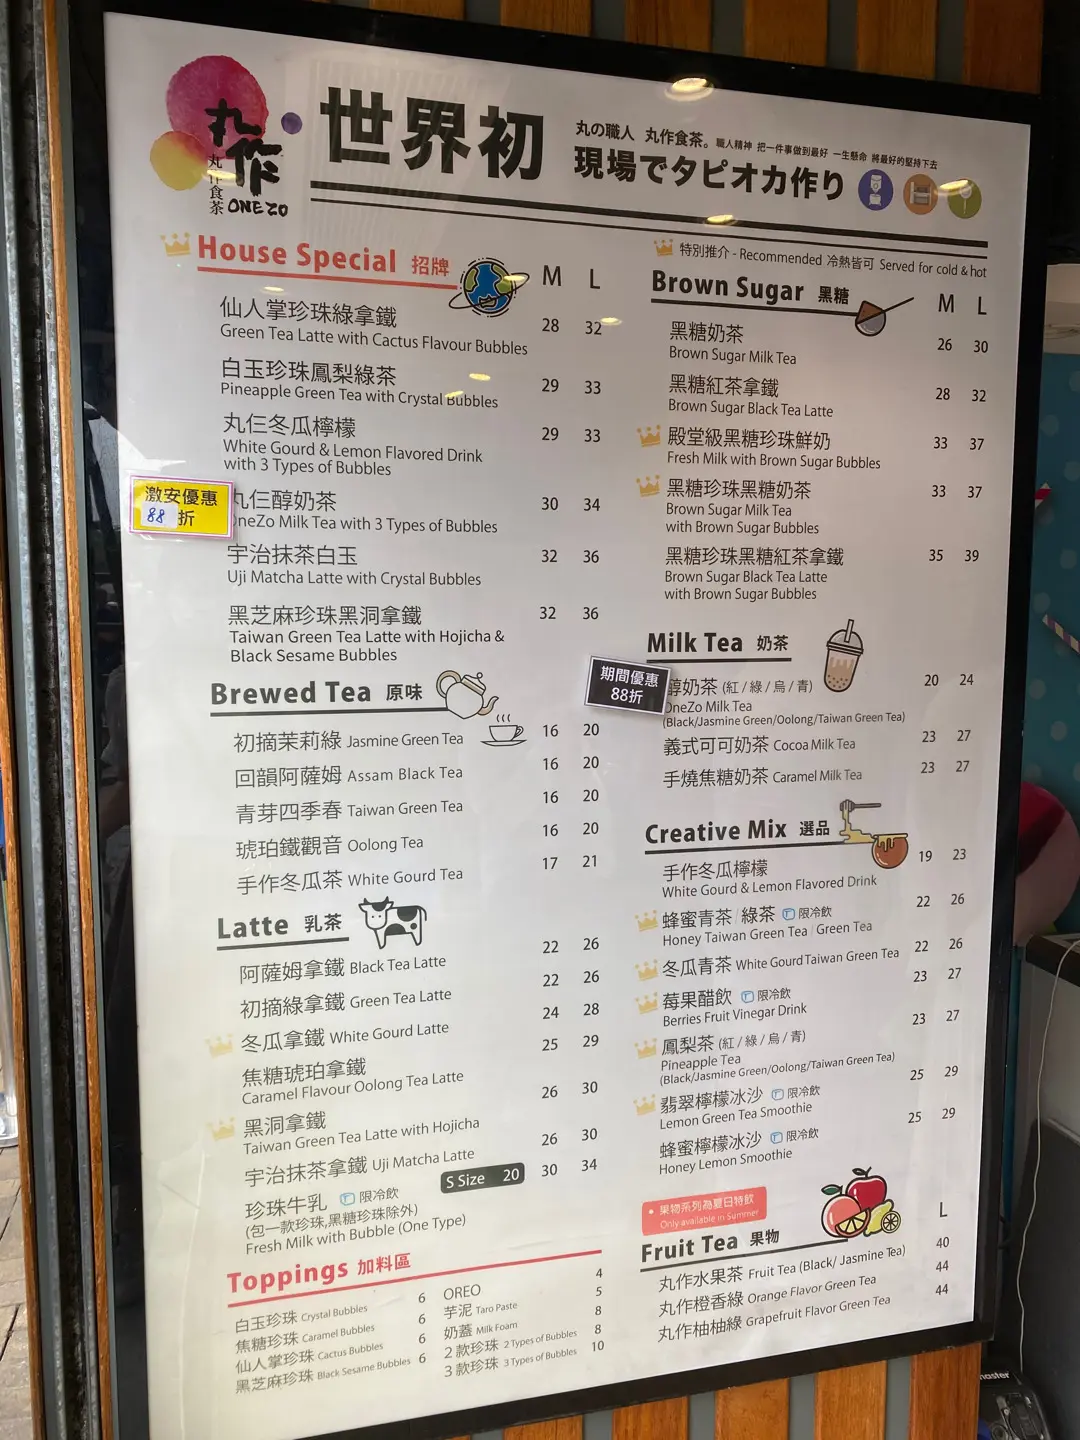 丸作
丸作食茶
ONEZO
世界初
丸の職人 丸作食茶。職人精神 把一件事做到最好 一生懸命 將最好的堅持下去
現場でタピオカ作り
House Special 招牌 M L
仙人掌珍珠綠拿鐵
Green Tea Latte with Cactus Flavour Bubbles 28 32
白玉珍珠鳳梨綠茶
Pineapple Green Tea with Crystal Bubbles 29 33
丸仨冬瓜檸檬 29 33
White Gourd & Lemon Flavored Drink
with 3 Types of Bubbles
激安優惠
88折
丸仨醇奶茶 30 34
OneZo Milk Tea with 3 Types of Bubbles
宇治抹茶白玉 32 36
Uji Matcha Latte with Crystal Bubbles
黑芝麻珍珠黑洞拿鐵 32 36
Taiwan Green Tea Latte with Hojicha &
Black Sesame Bubbles
Brewed Tea 原味
初摘茉莉綠 Jasmine Green Tea 16 20
回韻阿薩姆 Assam Black Tea 16 20
青芽四季春 Taiwan Green Tea 16 20
琥珀鐵觀音 Oolong Tea 16 20
手作冬瓜茶 White Gourd Tea 17 21
Latte 乳茶
阿薩姆拿鐵 Black Tea Latte 22 26
初摘綠拿鐵 Green Tea Latte 22 26
冬瓜拿鐵 White Gourd Latte 24 28
焦糖琥珀拿鐵 25 29
Caramel Flavour Oolong Tea Latte
黑洞拿鐵 26 30
Taiwan Green Tea Latte with Hojicha
宇治抹茶拿鐵 Uji Matcha Latte 26 30
S Size 20
珍珠牛乳 限冷飲 30 34
(包一款珍珠,黑糖珍珠除外)
Fresh Milk with Bubble (One Type)
Toppings 加料區
白玉珍珠 Crystal Bubbles 6
焦糖珍珠 Caramel Bubbles 6
仙人掌珍珠 Cactus Bubbles 6
黑芝麻珍珠 Black Sesame Bubbles 6
OREO 4
芋泥 Taro Paste 5
奶蓋 Milk Foam 8
2款珍珠 2 Types of Bubbles 8
3款珍珠 3 Types of Bubbles 10
特別推介 - Recommended 冷熱皆可 Served for cold & hot
Brown Sugar 黑糖 M L
黑糖奶茶 26 30
Brown Sugar Milk Tea
黑糖紅茶拿鐵 28 32
Brown Sugar Black Tea Latte
殿堂級黑糖珍珠鮮奶 33 37
Fresh Milk with Brown Sugar Bubbles
黑糖珍珠黑糖奶茶 33 37
Brown Sugar Milk Tea
with Brown Sugar Bubbles
黑糖珍珠黑糖紅茶拿鐵 35 39
Brown Sugar Black Tea Latte
with Brown Sugar Bubbles
Milk Tea 奶茶
期間優惠
88折
醇奶茶 (紅/綠/烏/青) 20 24
OneZo Milk Tea
(Black/Jasmine Green/Oolong/Taiwan Green Tea)
義式可可奶茶 Cocoa Milk Tea 23 27
手燒焦糖奶茶 Caramel Milk Tea 23 27
Creative Mix 選品
手作冬瓜檸檬 19 23
White Gourd & Lemon Flavored Drink
蜂蜜青茶/綠茶 限冷飲 22 26
Honey Taiwan Green Tea / Green Tea
冬瓜青茶 White Gourd Taiwan Green Tea 22 26
莓果醋飲 限冷飲 23 27
Berries Fruit Vinegar Drink
鳳梨茶 (紅/綠/烏/青) 23 27
Pineapple Tea
(Black/Jasmine Green/Oolong/Taiwan Green Tea)
翡翠檸檬冰沙 限冷飲 25 29
Lemon Green Tea Smoothie
蜂蜜檸檬冰沙 限冷飲 25 29
Honey Lemon Smoothie
果物系列為夏日特飲
Only available in Summer
Fruit Tea 果物 L
丸作水果茶 Fruit Tea (Black/ Jasmine Tea) 40
丸作橙香綠 Orange Flavor Green Tea 44
丸作柚柚綠 Grapefruit Flavor Green Tea 44
master